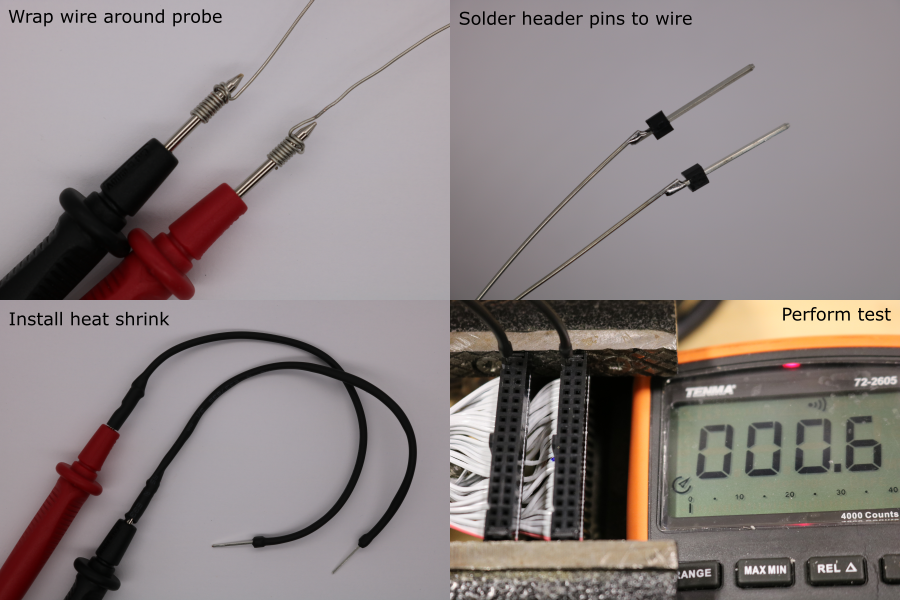 Wrap wire around probe
Solder header pins to wire
Install heat shrink
Perform test
TENMA
72-2605
000.6
0 10 20 30 40
4000 Counts
RANGE
MAX MIN
REL Δ